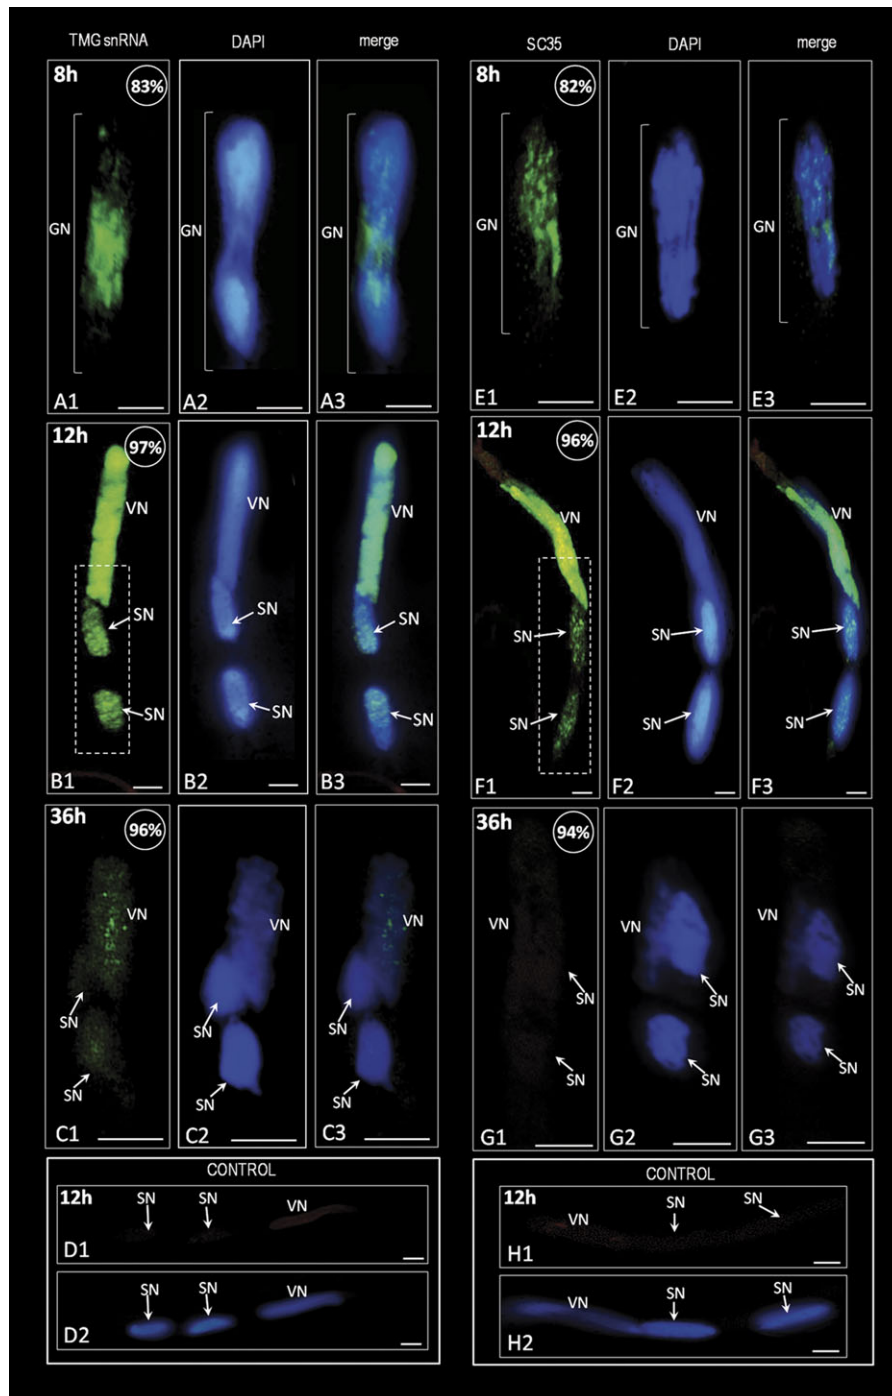 TMG snRNA DAPI merge SC35 DAPI merge
8h 83% 8h 82%
GN GN GN GN GN GN
A1 A2 A3 E1 E2 E3
12h 97% 12h 96%
VN VN VN VN VN VN
SN SN SN SN SN SN
SN SN SN SN SN SN
B1 B2 B3 F1 F2 F3
36h 96% 36h 94%
VN VN VN VN VN VN
SN SN SN SN SN SN
SN SN SN SN SN SN
C1 C2 C3 G1 G2 G3
CONTROL CONTROL
12h SN SN VN 12h VN SN SN
D1 H1
SN SN VN VN SN SN
D2 H2